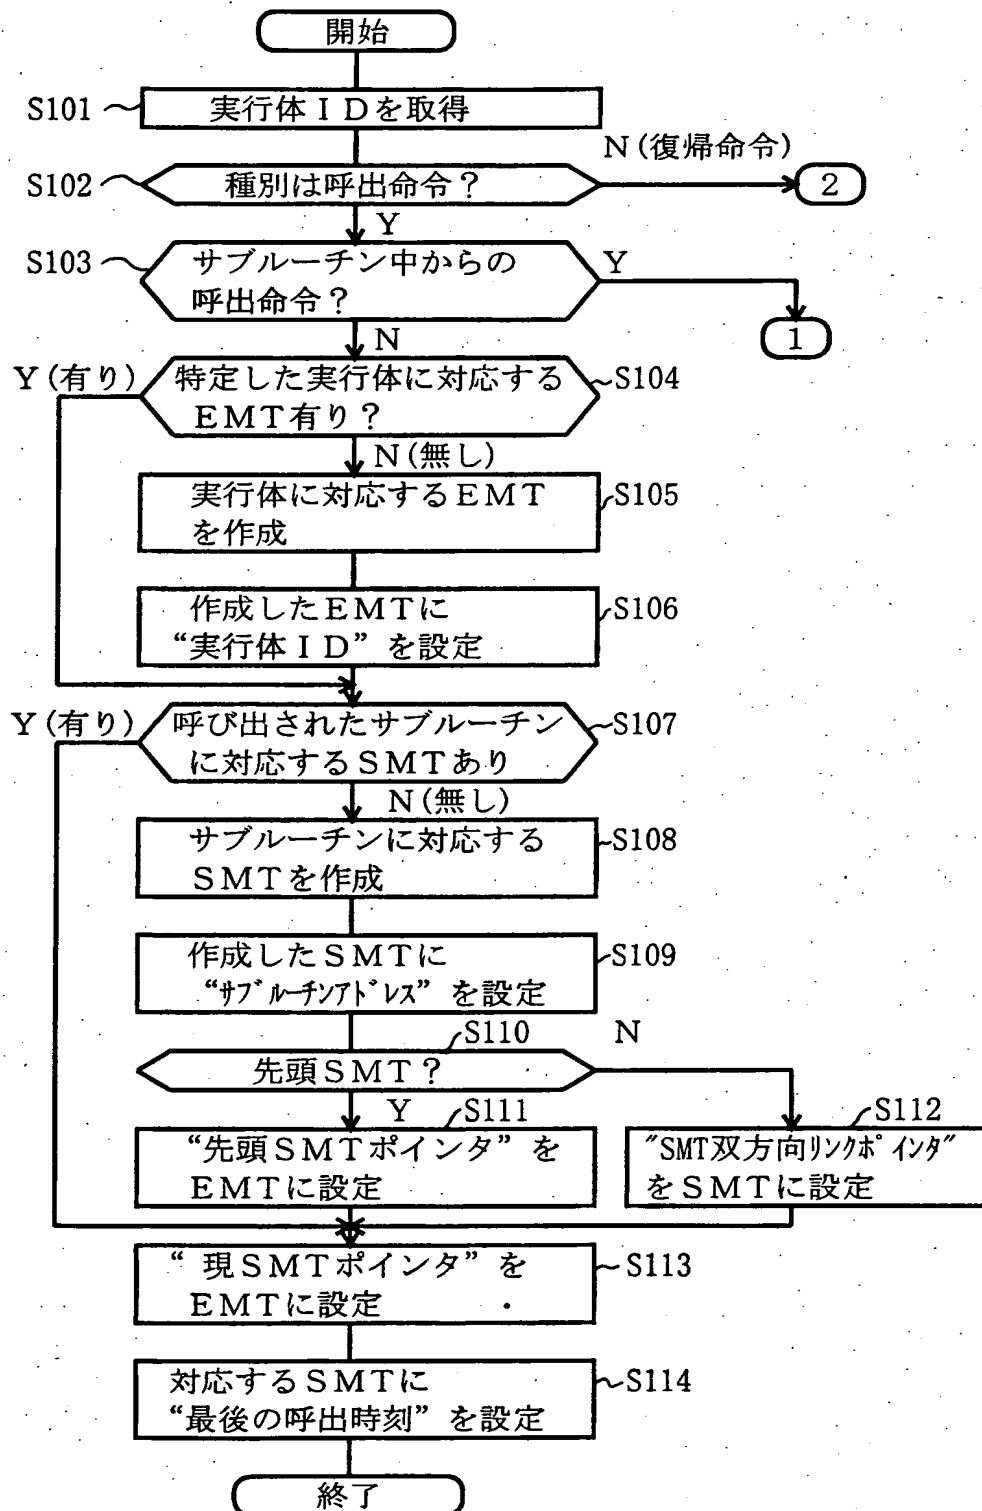 開始
S101
実行体ＩＤを取得
N(復帰命令)
S102
種別は呼出命令？
2
Y
S103
サブルーチン中からの
呼出命令？
Y
1
N
Y(有り)
特定した実行体に対応する
ＥＭＴ有り？
S104
N(無し)
実行体に対応するＥＭＴ
を作成
S105
作成したＥＭＴに
“実行体ＩＤ”を設定
S106
Y(有り)
呼び出されたサブルーチン
に対応するＳＭＴあり
S107
N(無し)
サブルーチンに対応する
ＳＭＴを作成
S108
作成したＳＭＴに
“ｻﾌﾞﾙｰﾁﾝｱﾄﾞﾚｽ”を設定
S109
S110
N
先頭ＳＭＴ？
Y
S111
S112
“先頭ＳＭＴポインタ”を
ＥＭＴに設定
″SMT双方向ﾘﾝｸﾎﾟｲﾝﾀ″
をＳＭＴに設定
“現ＳＭＴポインタ”を
ＥＭＴに設定
S113
対応するＳＭＴに
“最後の呼出時刻”を設定
S114
終了